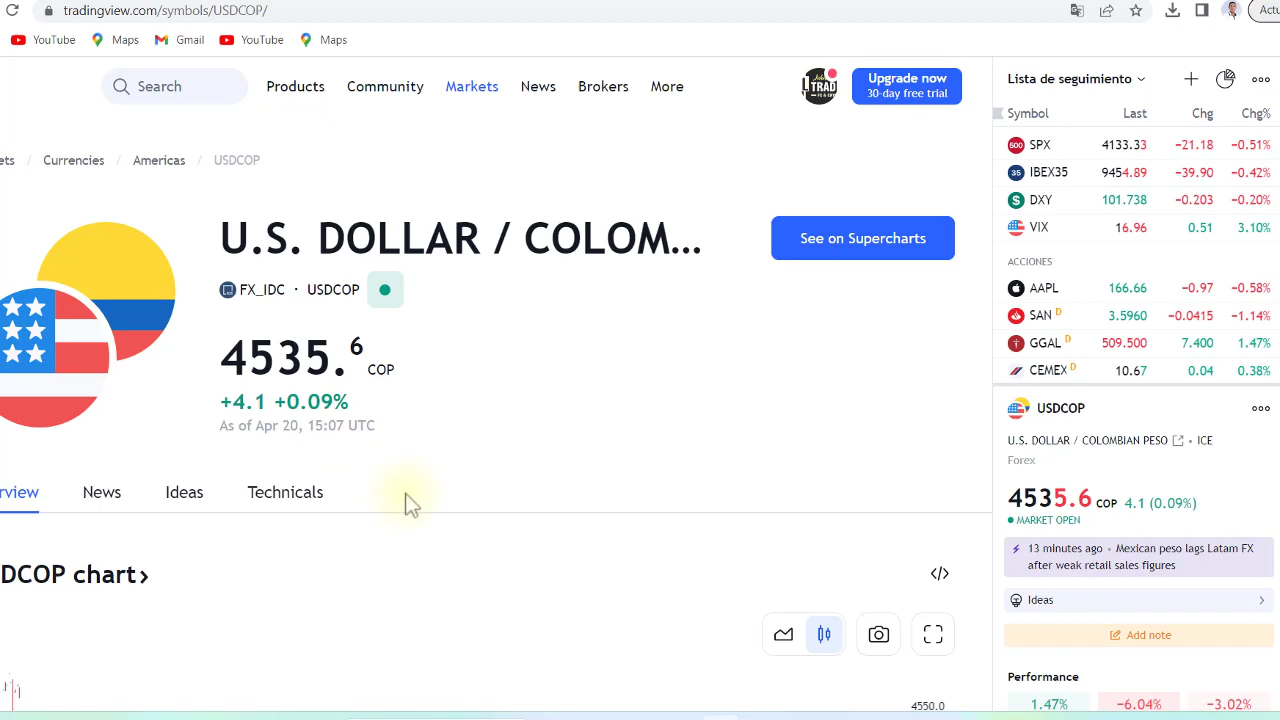 tradingview.com/symbols/USDCOP/
Actu
YouTube Maps Gmail YouTube Maps
Search Products Community Markets News Brokers More
TRAD
Upgrade now
30-day free trial
ets / Currencies / Americas / USDCOP
U.S. DOLLAR / COLOM...
See on Supercharts
FX_IDC · USDCOP
4535.6 COP
+4.1 +0.09%
As of Apr 20, 15:07 UTC
rview News Ideas Technicals
DCOP chart
4550.0
Lista de seguimiento
Symbol Last Chg Chg%
500 SPX 4133.33 −21.18 −0.51%
35 IBEX35 9454.89 −39.90 −0.42%
$ DXY 101.738 −0.203 −0.20%
VIX 16.96 0.51 3.10%
ACCIONES
AAPL 166.66 −0.97 −0.58%
SAN D 3.5960 −0.0415 −1.14%
GGAL D 509.500 7.400 1.47%
CEMEX D 10.67 0.04 0.38%
USDCOP
U.S. DOLLAR / COLOMBIAN PESO • ICE
Forex
4535.6 COP 4.1 (0.09%)
MARKET OPEN
13 minutes ago • Mexican peso lags Latam FX
after weak retail sales figures
Ideas
Add note
Performance
1.47% −6.04% −3.02%